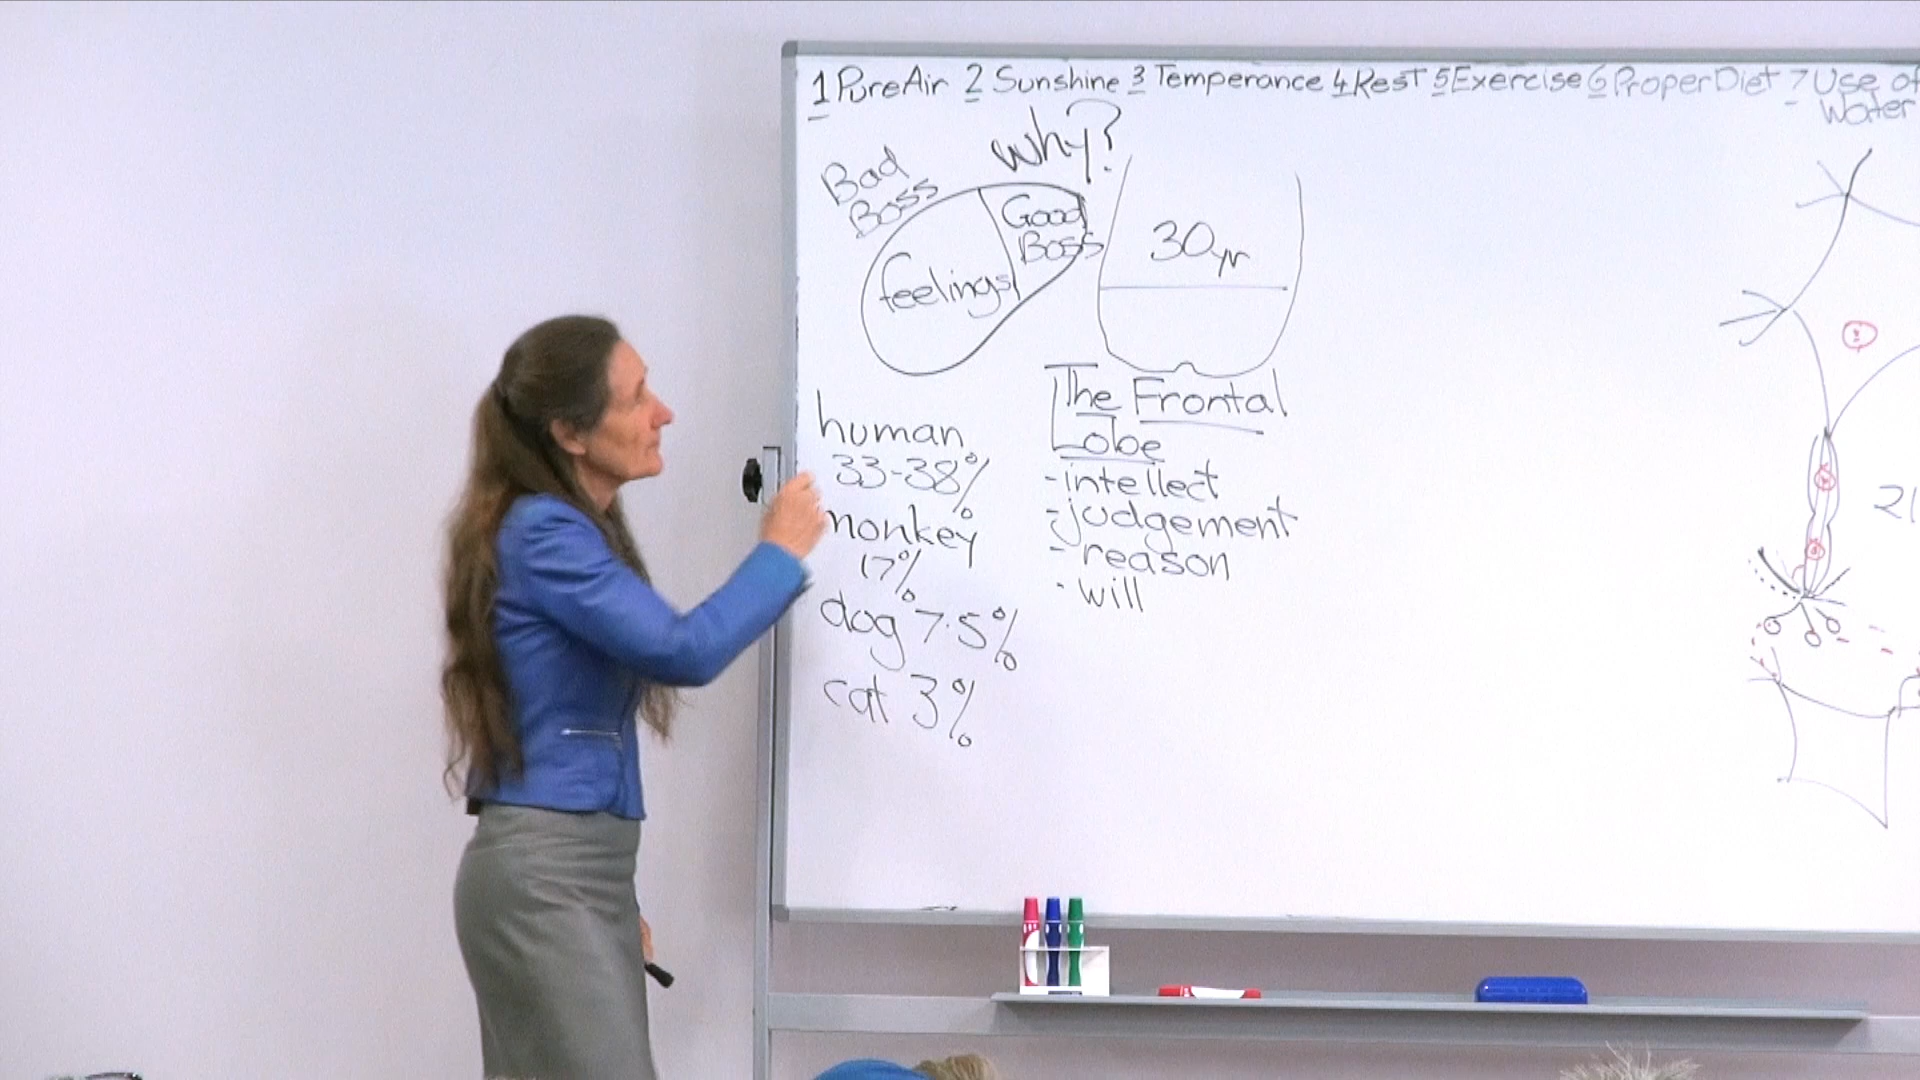 1 Pure Air 2 Sunshine 3 Temperance 4 Rest 5 Exercise 6 Proper Diet 7 Use of
Water
Why?
Bad
Boss
Good
Boss
feelings
30yr
human
33-38%
monkey
17%
dog 7.5%
cat 3%
The Frontal
Lobe
- intellect
- judgement
- reason
- will
21